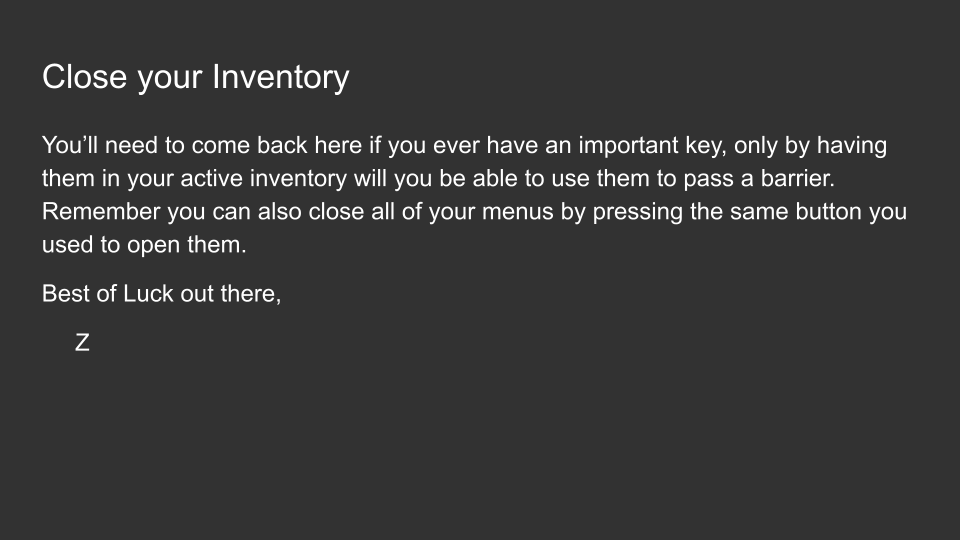 Close your Inventory
You’ll need to come back here if you ever have an important key, only by having
them in your active inventory will you be able to use them to pass a barrier.
Remember you can also close all of your menus by pressing the same button you
used to open them.
Best of Luck out there,
Z